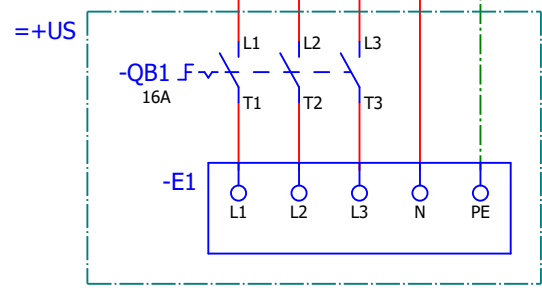 =+US
L1 L2 L3
-QB1
16A
T1 T2 T3
-E1
L1 L2 L3 N PE